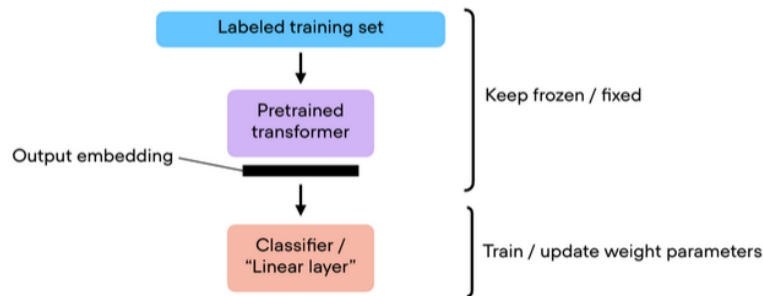 Labeled training set
Keep frozen / fixed
Pretrained
transformer
Output embedding
Classifier /
“Linear layer”
Train / update weight parameters